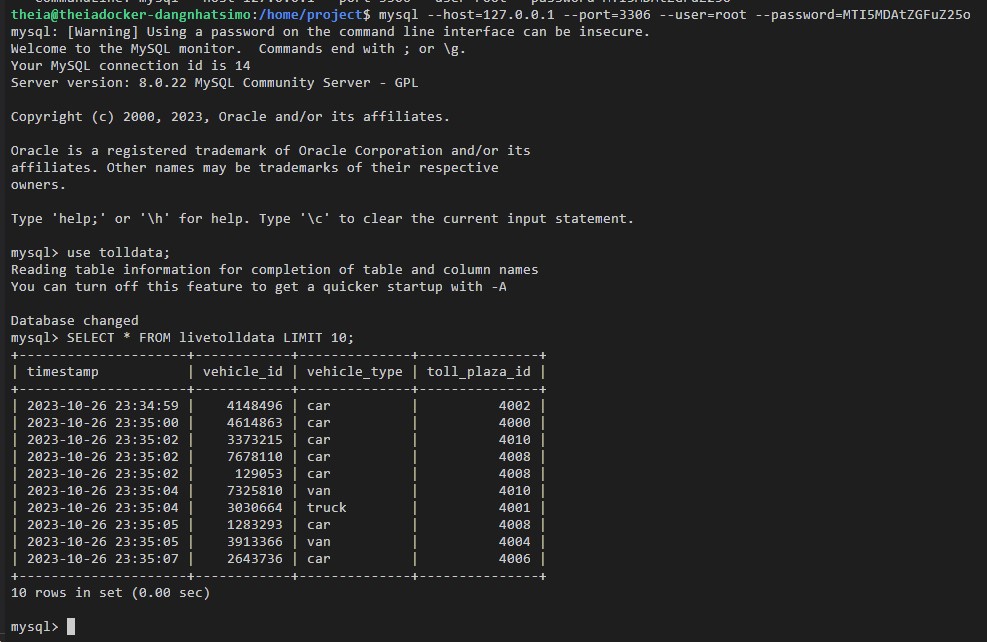 theia@theiadocker-dangnhatsimo:/home/project$ mysql --host=127.0.0.1 --port=3306 --user=root --password=MTI5MDAtZGFuZ25o
mysql: [Warning] Using a password on the command line interface can be insecure.
Welcome to the MySQL monitor.  Commands end with ; or \g.
Your MySQL connection id is 14
Server version: 8.0.22 MySQL Community Server - GPL

Copyright (c) 2000, 2023, Oracle and/or its affiliates.

Oracle is a registered trademark of Oracle Corporation and/or its
affiliates. Other names may be trademarks of their respective
owners.

Type 'help;' or '\h' for help. Type '\c' to clear the current input statement.

mysql> use tolldata;
Reading table information for completion of table and column names
You can turn off this feature to get a quicker startup with -A

Database changed
mysql> SELECT * FROM livetolldata LIMIT 10;
+---------------------+------------+--------------+---------------+
| timestamp           | vehicle_id | vehicle_type | toll_plaza_id |
+---------------------+------------+--------------+---------------+
| 2023-10-26 23:34:59 |    4148496 | car          |          4002 |
| 2023-10-26 23:35:00 |    4614863 | car          |          4000 |
| 2023-10-26 23:35:02 |    3373215 | car          |          4010 |
| 2023-10-26 23:35:02 |    7678110 | car          |          4008 |
| 2023-10-26 23:35:02 |     129053 | car          |          4008 |
| 2023-10-26 23:35:04 |    7325810 | van          |          4010 |
| 2023-10-26 23:35:04 |    3030664 | truck        |          4001 |
| 2023-10-26 23:35:05 |    1283293 | car          |          4008 |
| 2023-10-26 23:35:05 |    3913366 | van          |          4004 |
| 2023-10-26 23:35:07 |    2643736 | car          |          4006 |
+---------------------+------------+--------------+---------------+
10 rows in set (0.00 sec)

mysql>